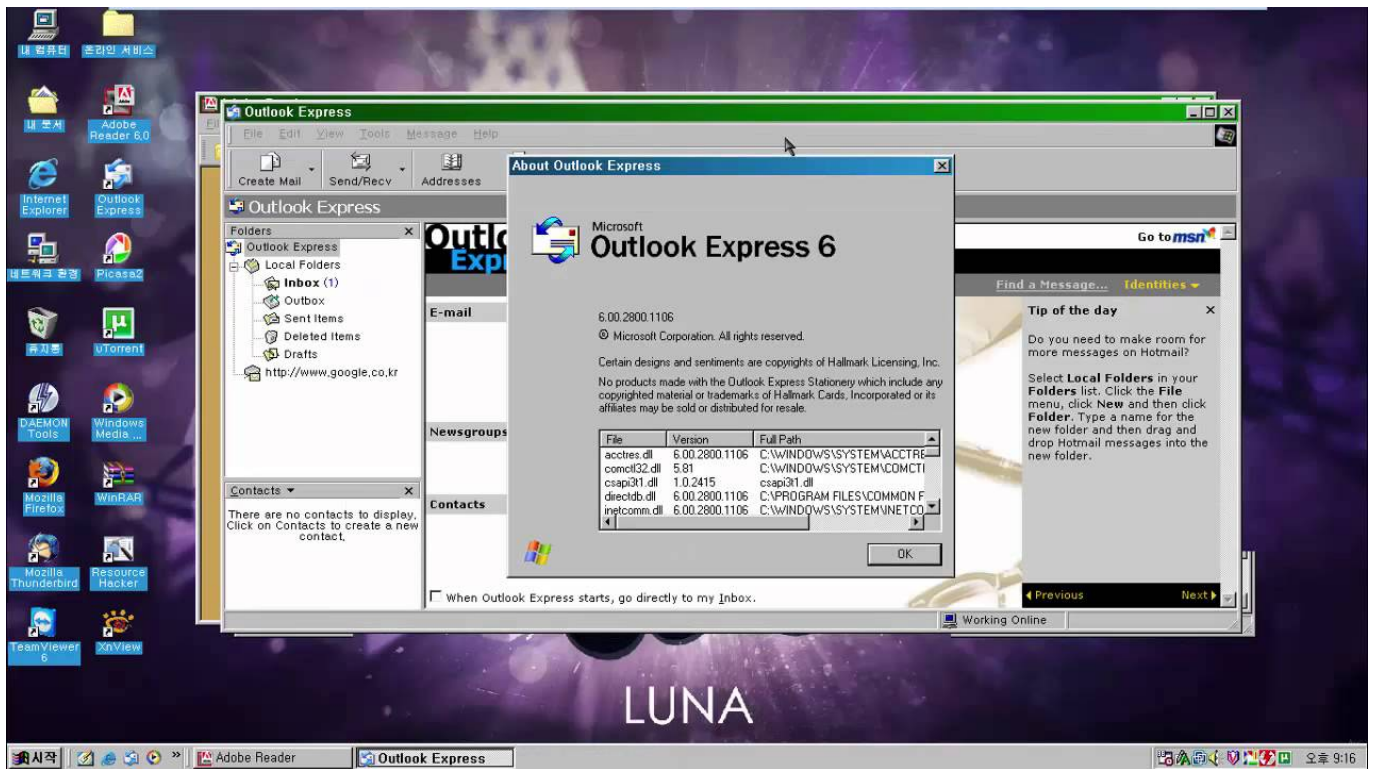 내 컴퓨터
온라인 서비스
내 문서
Adobe
Reader 6,0
Internet
Explorer
Outlook
Express
네트워크 환경
Picasa2
휴지통
uTorrent
DAEMON
Tools
Windows
Media ...
Mozilla
Firefox
WinRAR
Mozilla
Thunderbird
Resource
Hacker
TeamViewer
6
XnView
Outlook Express
File Edit View Tools Message Help
Create Mail
Send/Recv
Addresses
Outlook Express
Folders
Outlook Express
Local Folders
Inbox (1)
Outbox
Sent Items
Deleted Items
Drafts
http://www,google,co,kr
Contacts
There are no contacts to display,
Click on Contacts to create a new
contact,
Go to msn
Find a Message... Identities
E-mail
Newsgroups
Contacts
When Outlook Express starts, go directly to my Inbox.
Tip of the day
Do you need to make room for
more messages on Hotmail?
Select Local Folders in your
Folders list. Click the File
menu, click New and then click
Folder. Type a name for the
new folder and then drag and
drop Hotmail messages into the
new folder.
Previous Next
Working Online
About Outlook Express
Microsoft
Outlook Express 6
6.00.2800.1106
® Microsoft Corporation. All rights reserved.
Certain designs and sentiments are copyrights of Hallmark Licensing, Inc.
No products made with the Outlook Express Stationery which include any
copyrighted material or trademarks of Hallmark Cards, Incorporated or its
affiliates may be sold or distributed for resale.
File Version Full Path
acctres.dll 6.00.2800.1106 C:\WINDOWS\SYSTEM\ACCTRE
comctl32.dll 5.81 C:\WINDOWS\SYSTEM\COMCTI
csapi3t1.dll 1.0.2415 csapi3t1.dll
directdb.dll 6.00.2800.1106 C:\PROGRAM FILES\COMMON F
inetcomm.dll 6.00.2800.1106 C:\WINDOWS\SYSTEM\INETCO
OK
LUNA
시작
Adobe Reader
Outlook Express
오후 9:16